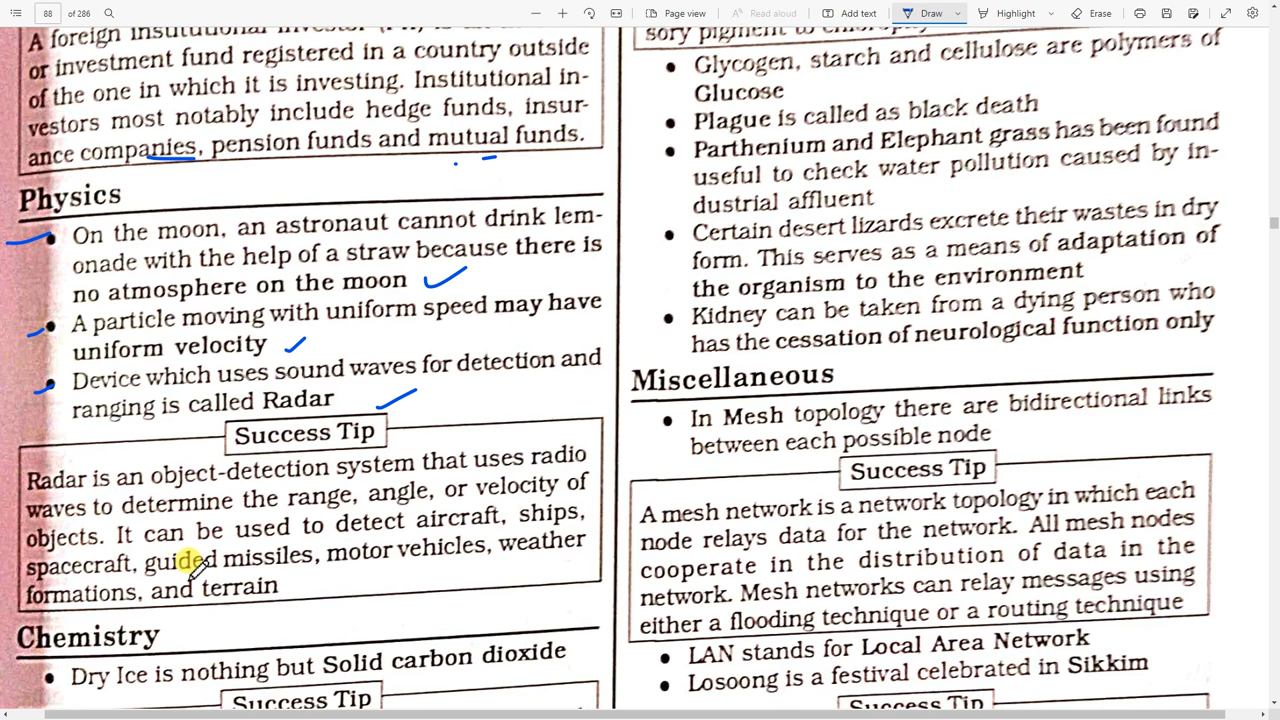 88 of 286
Page view
Read aloud
Add text
Draw
Highlight
Erase
A foreign institutional investor
or investment fund registered in a country outside
of the one in which it is investing. Institutional in-
vestors most notably include hedge funds, insur-
ance companies, pension funds and mutual funds.
Physics
• On the moon, an astronaut cannot drink lem-
onade with the help of a straw because there is
no atmosphere on the moon
• A particle moving with uniform speed may have
uniform velocity
• Device which uses sound waves for detection and
ranging is called Radar
Success Tip
Radar is an object-detection system that uses radio
waves to determine the range, angle, or velocity of
objects. It can be used to detect aircraft, ships,
spacecraft, guided missiles, motor vehicles, weather
formations, and terrain
Chemistry
• Dry Ice is nothing but Solid carbon dioxide
Success Tip
sory pigment to
• Glycogen, starch and cellulose are polymers of
Glucose
• Plague is called as black death
• Parthenium and Elephant grass has been found
useful to check water pollution caused by in-
dustrial affluent
• Certain desert lizards excrete their wastes in dry
form. This serves as a means of adaptation of
the organism to the environment
• Kidney can be taken from a dying person who
has the cessation of neurological function only
Miscellaneous
• In Mesh topology there are bidirectional links
between each possible node
Success Tip
A mesh network is a network topology in which each
node relays data for the network. All mesh nodes
cooperate in the distribution of data in the
network. Mesh networks can relay messages using
either a flooding technique or a routing technique
• LAN stands for Local Area Network
• Losoong is a festival celebrated in Sikkim
Success Tip